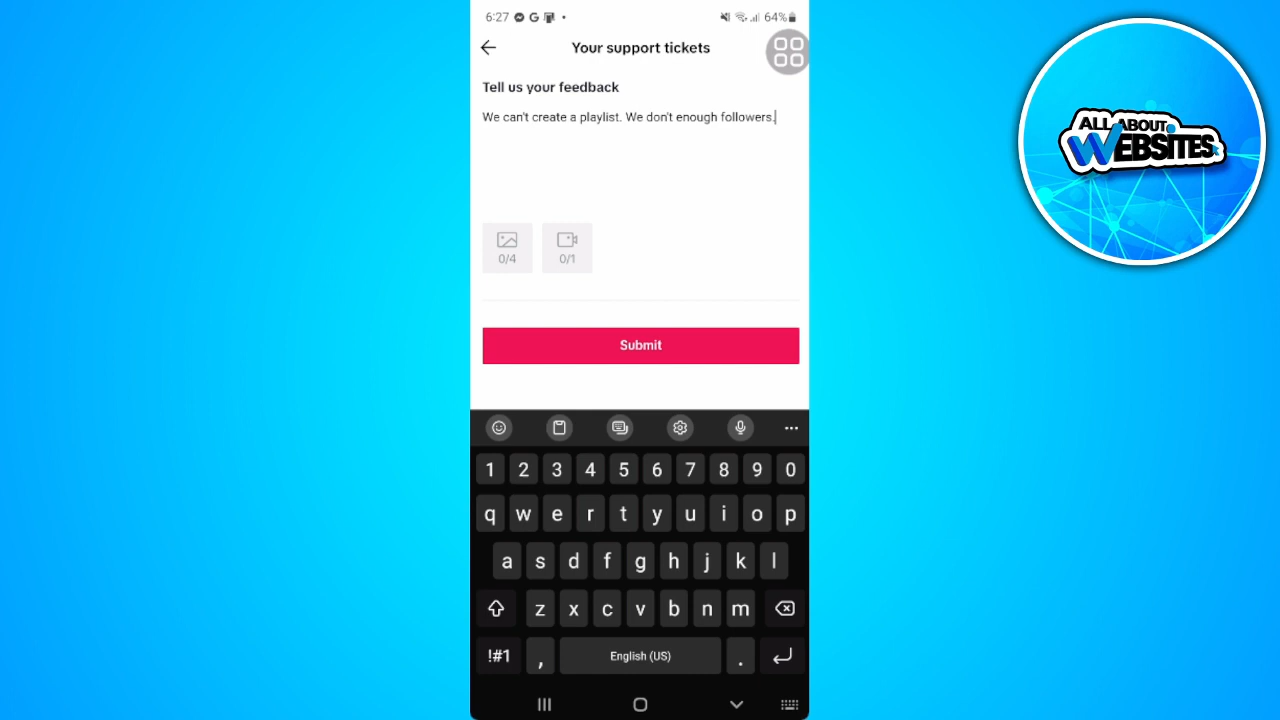 6:27
64%
Your support tickets
Tell us your feedback
We can't create a playlist. We don't enough followers.
0/4
0/1
Submit
1 2 3 4 5 6 7 8 9 0
q w e r t y u i o p
a s d f g h j k l
z x c v b n m
!#1 , English (US) .
ALL ABOUT
WEBSITES